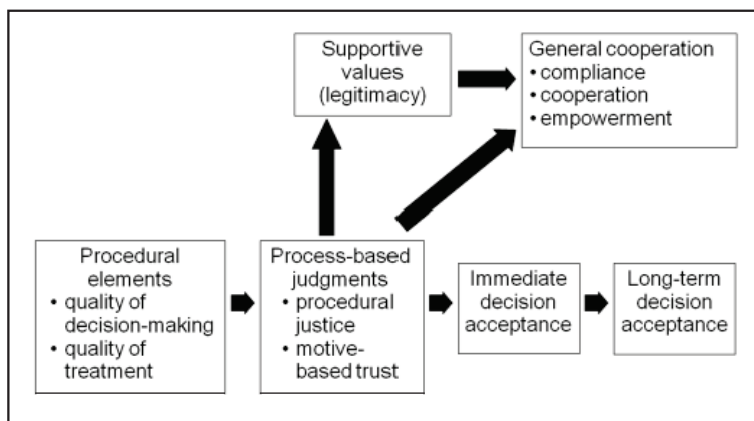 Supportive
values
(legitimacy)
General cooperation
• compliance
• cooperation
• empowerment
Procedural
elements
• quality of
decision-making
• quality of
treatment
Process-based
judgments
• procedural
justice
• motive-
based trust
Immediate
decision
acceptance
Long-term
decision
acceptance